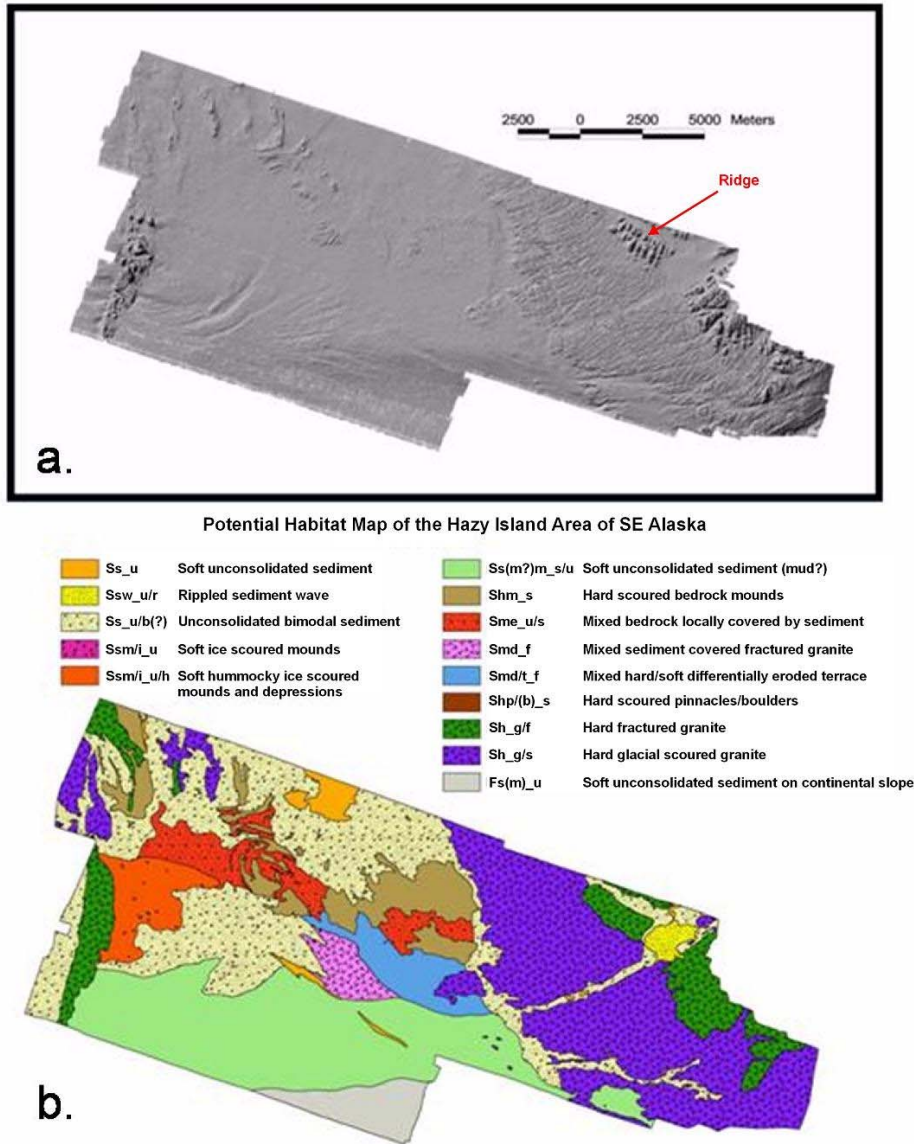 2500 0 2500 5000 Meters
Ridge
a.
Potential Habitat Map of the Hazy Island Area of SE Alaska
Ss_u Soft unconsolidated sediment
Ssw_u/r Rippled sediment wave
Ss_u/b(?) Unconsolidated bimodal sediment
Ssm/i_u Soft ice scoured mounds
Ssm/i_u/h Soft hummocky ice scoured
mounds and depressions
Ss(m?)m_s/u Soft unconsolidated sediment (mud?)
Shm_s Hard scoured bedrock mounds
Sme_u/s Mixed bedrock locally covered by sediment
Smd_f Mixed sediment covered fractured granite
Smd/t_f Mixed hard/soft differentially eroded terrace
Shp/(b)_s Hard scoured pinnacles/boulders
Sh_g/f Hard fractured granite
Sh_g/s Hard glacial scoured granite
Fs(m)_u Soft unconsolidated sediment on continental slope
b.